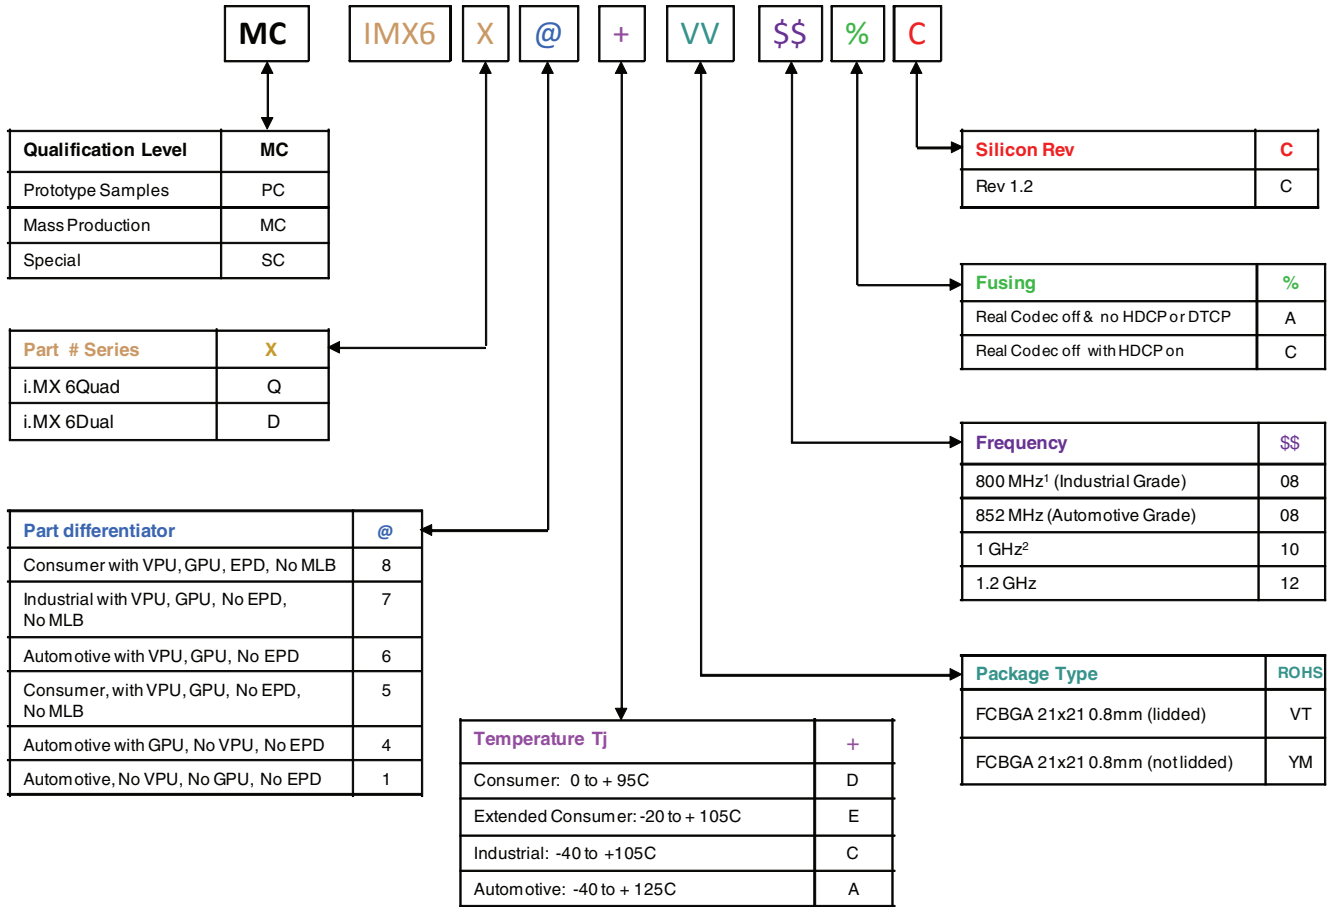 MC IMX6 X @ + VV $$ % C
Qualification Level MC
Prototype Samples PC
Mass Production MC
Special SC
Part # Series X
i.MX 6Quad Q
i.MX 6Dual D
Part differentiator @
Consumer with VPU, GPU, EPD, No MLB 8
Industrial with VPU, GPU, No EPD, 7
No MLB
Automotive with VPU, GPU, No EPD 6
Consumer, with VPU, GPU, No EPD, 5
No MLB
Automotive with GPU, No VPU, No EPD 4
Automotive, No VPU, No GPU, No EPD 1
Temperature Tj +
Consumer: 0 to + 95C D
Extended Consumer: -20 to + 105C E
Industrial: -40 to +105C C
Automotive: -40 to + 125C A
Silicon Rev C
Rev 1.2 C
Fusing %
Real Codec off & no HDCP or DTCP A
Real Codec off with HDCP on C
Frequency $$
800 MHz¹ (Industrial Grade) 08
852 MHz (Automotive Grade) 08
1 GHz² 10
1.2 GHz 12
Package Type ROHS
FCBGA 21x21 0.8mm (lidded) VT
FCBGA 21x21 0.8mm (not lidded) YM